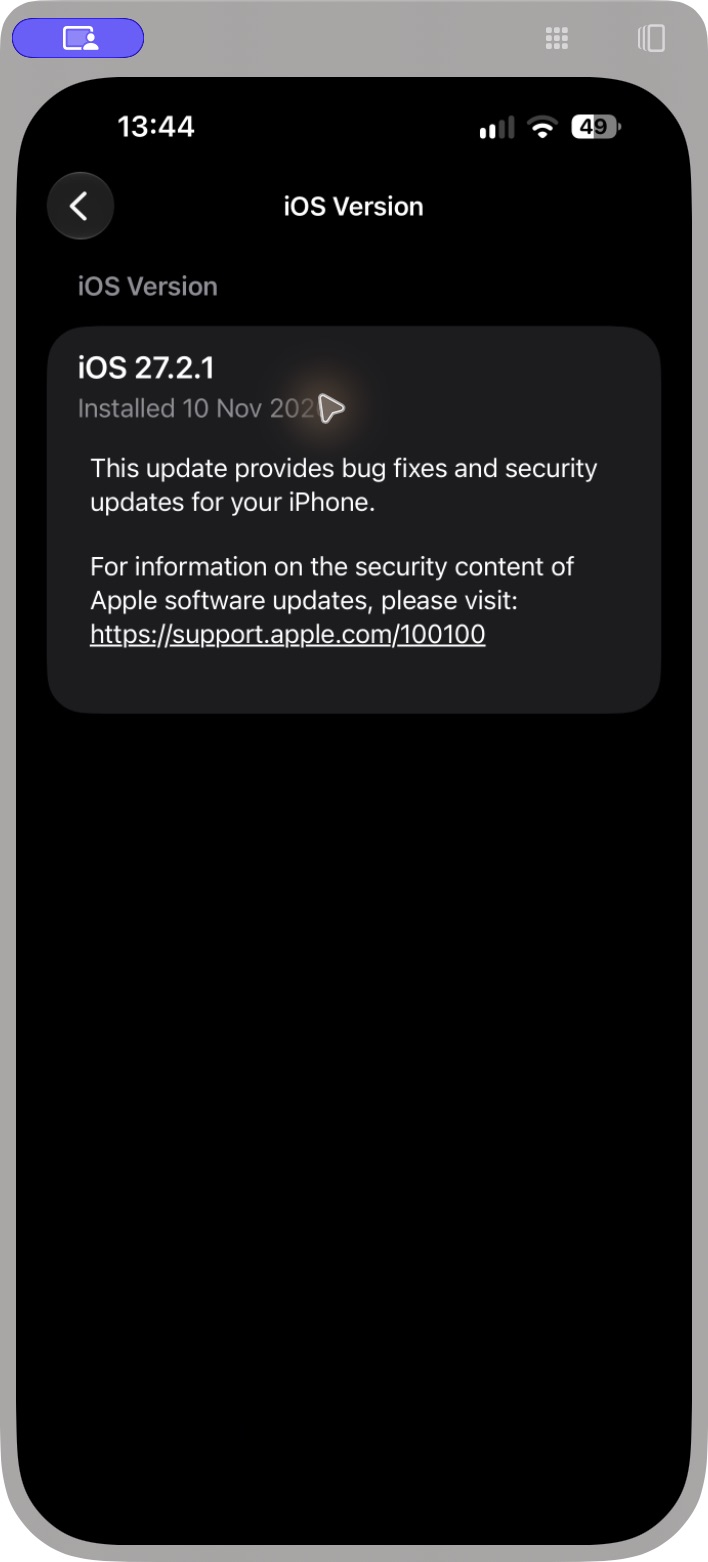 13:44
49
iOS Version
iOS Version
iOS 27.2.1
Installed 10 Nov
This update provides bug fixes and security
updates for your iPhone.
For information on the security content of
Apple software updates, please visit:
https://support.apple.com/100100